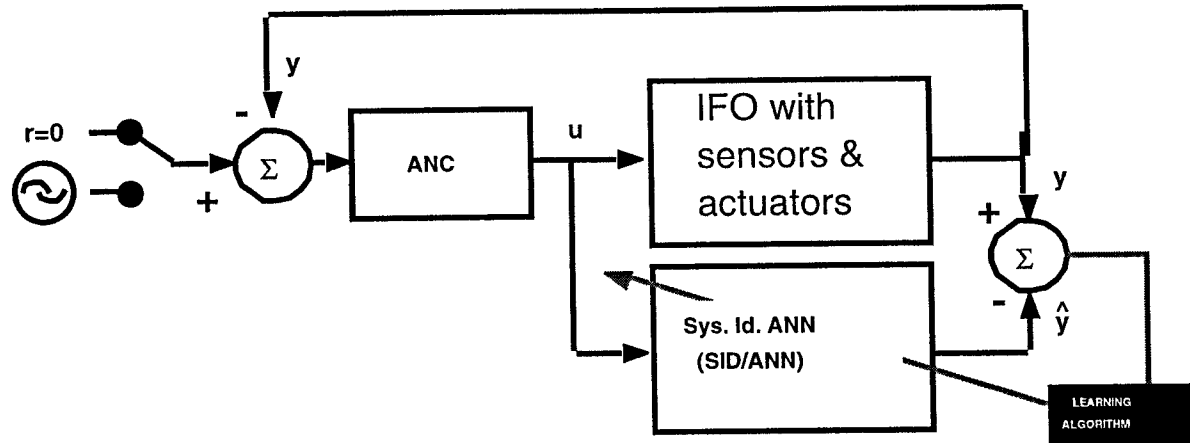 y
-
r=0
Σ
+
ANC
u
IFO with
sensors &
actuators
y
+
Σ
-
ŷ
Sys. Id. ANN
(SID/ANN)
LEARNING
ALGORITHM